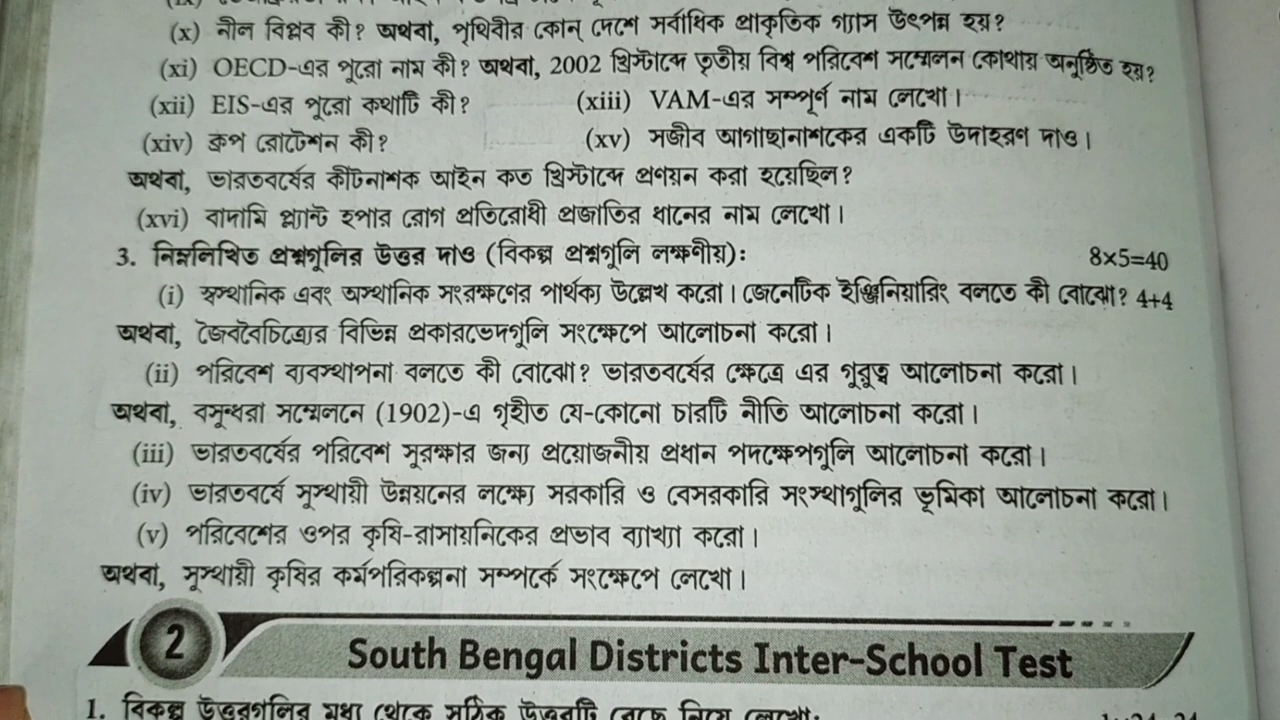 (x) নীল বিপ্লব কী? অথবা, পৃথিবীর কোন্ দেশে সর্বাধিক প্রাকৃতিক গ্যাস উৎপন্ন হয়?
(xi) OECD-এর পুরো নাম কী? অথবা, 2002 খ্রিস্টাব্দে তৃতীয় বিশ্ব পরিবেশ সম্মেলন কোথায় অনুষ্ঠিত হয়?
(xii) EIS-এর পুরো কথাটি কী? (xiii) VAM-এর সম্পূর্ণ নাম লেখো।
(xiv) ক্রপ রোটেশন কী? (xv) সজীব আগাছানাশকের একটি উদাহরণ দাও।
অথবা, ভারতবর্ষের কীটনাশক আইন কত খ্রিস্টাব্দে প্রণয়ন করা হয়েছিল?
(xvi) বাদামি প্ল্যান্ট হপার রোগ প্রতিরোধী প্রজাতির ধানের নাম লেখো।
3. নিম্নলিখিত প্রশ্নগুলির উত্তর দাও (বিকল্প প্রশ্নগুলি লক্ষণীয়): 8×5=40
(i) স্বস্থানিক এবং অস্থানিক সংরক্ষণের পার্থক্য উল্লেখ করো। জেনেটিক ইঞ্জিনিয়ারিং বলতে কী বোঝো? 4+4
অথবা, জৈববৈচিত্র্যের বিভিন্ন প্রকারভেদগুলি সংক্ষেপে আলোচনা করো।
(ii) পরিবেশ ব্যবস্থাপনা বলতে কী বোঝো? ভারতবর্ষের ক্ষেত্রে এর গুরুত্ব আলোচনা করো।
অথবা, বসুন্ধরা সম্মেলনে (1902)-এ গৃহীত যে-কোনো চারটি নীতি আলোচনা করো।
(iii) ভারতবর্ষের পরিবেশ সুরক্ষার জন্য প্রয়োজনীয় প্রধান পদক্ষেপগুলি আলোচনা করো।
(iv) ভারতবর্ষে সুস্থায়ী উন্নয়নের লক্ষ্যে সরকারি ও বেসরকারি সংস্থাগুলির ভূমিকা আলোচনা করো।
(v) পরিবেশের ওপর কৃষি-রাসায়নিকের প্রভাব ব্যাখ্যা করো।
অথবা, সুস্থায়ী কৃষির কর্মপরিকল্পনা সম্পর্কে সংক্ষেপে লেখো।
2 South Bengal Districts Inter-School Test
1. বিকল্প উত্তরগুলির মধ্য থেকে সঠিক উত্তরটি বেছে নিয়ে লেখো: